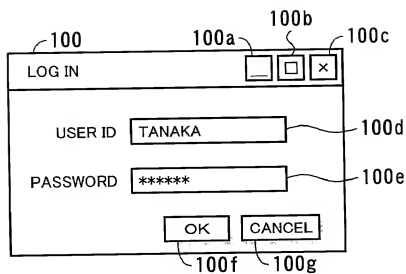 100 100a 100b 100c
LOG IN _ □ ×
USER ID TANAKA 100d
PASSWORD ****** 100e
OK CANCEL
100f 100g